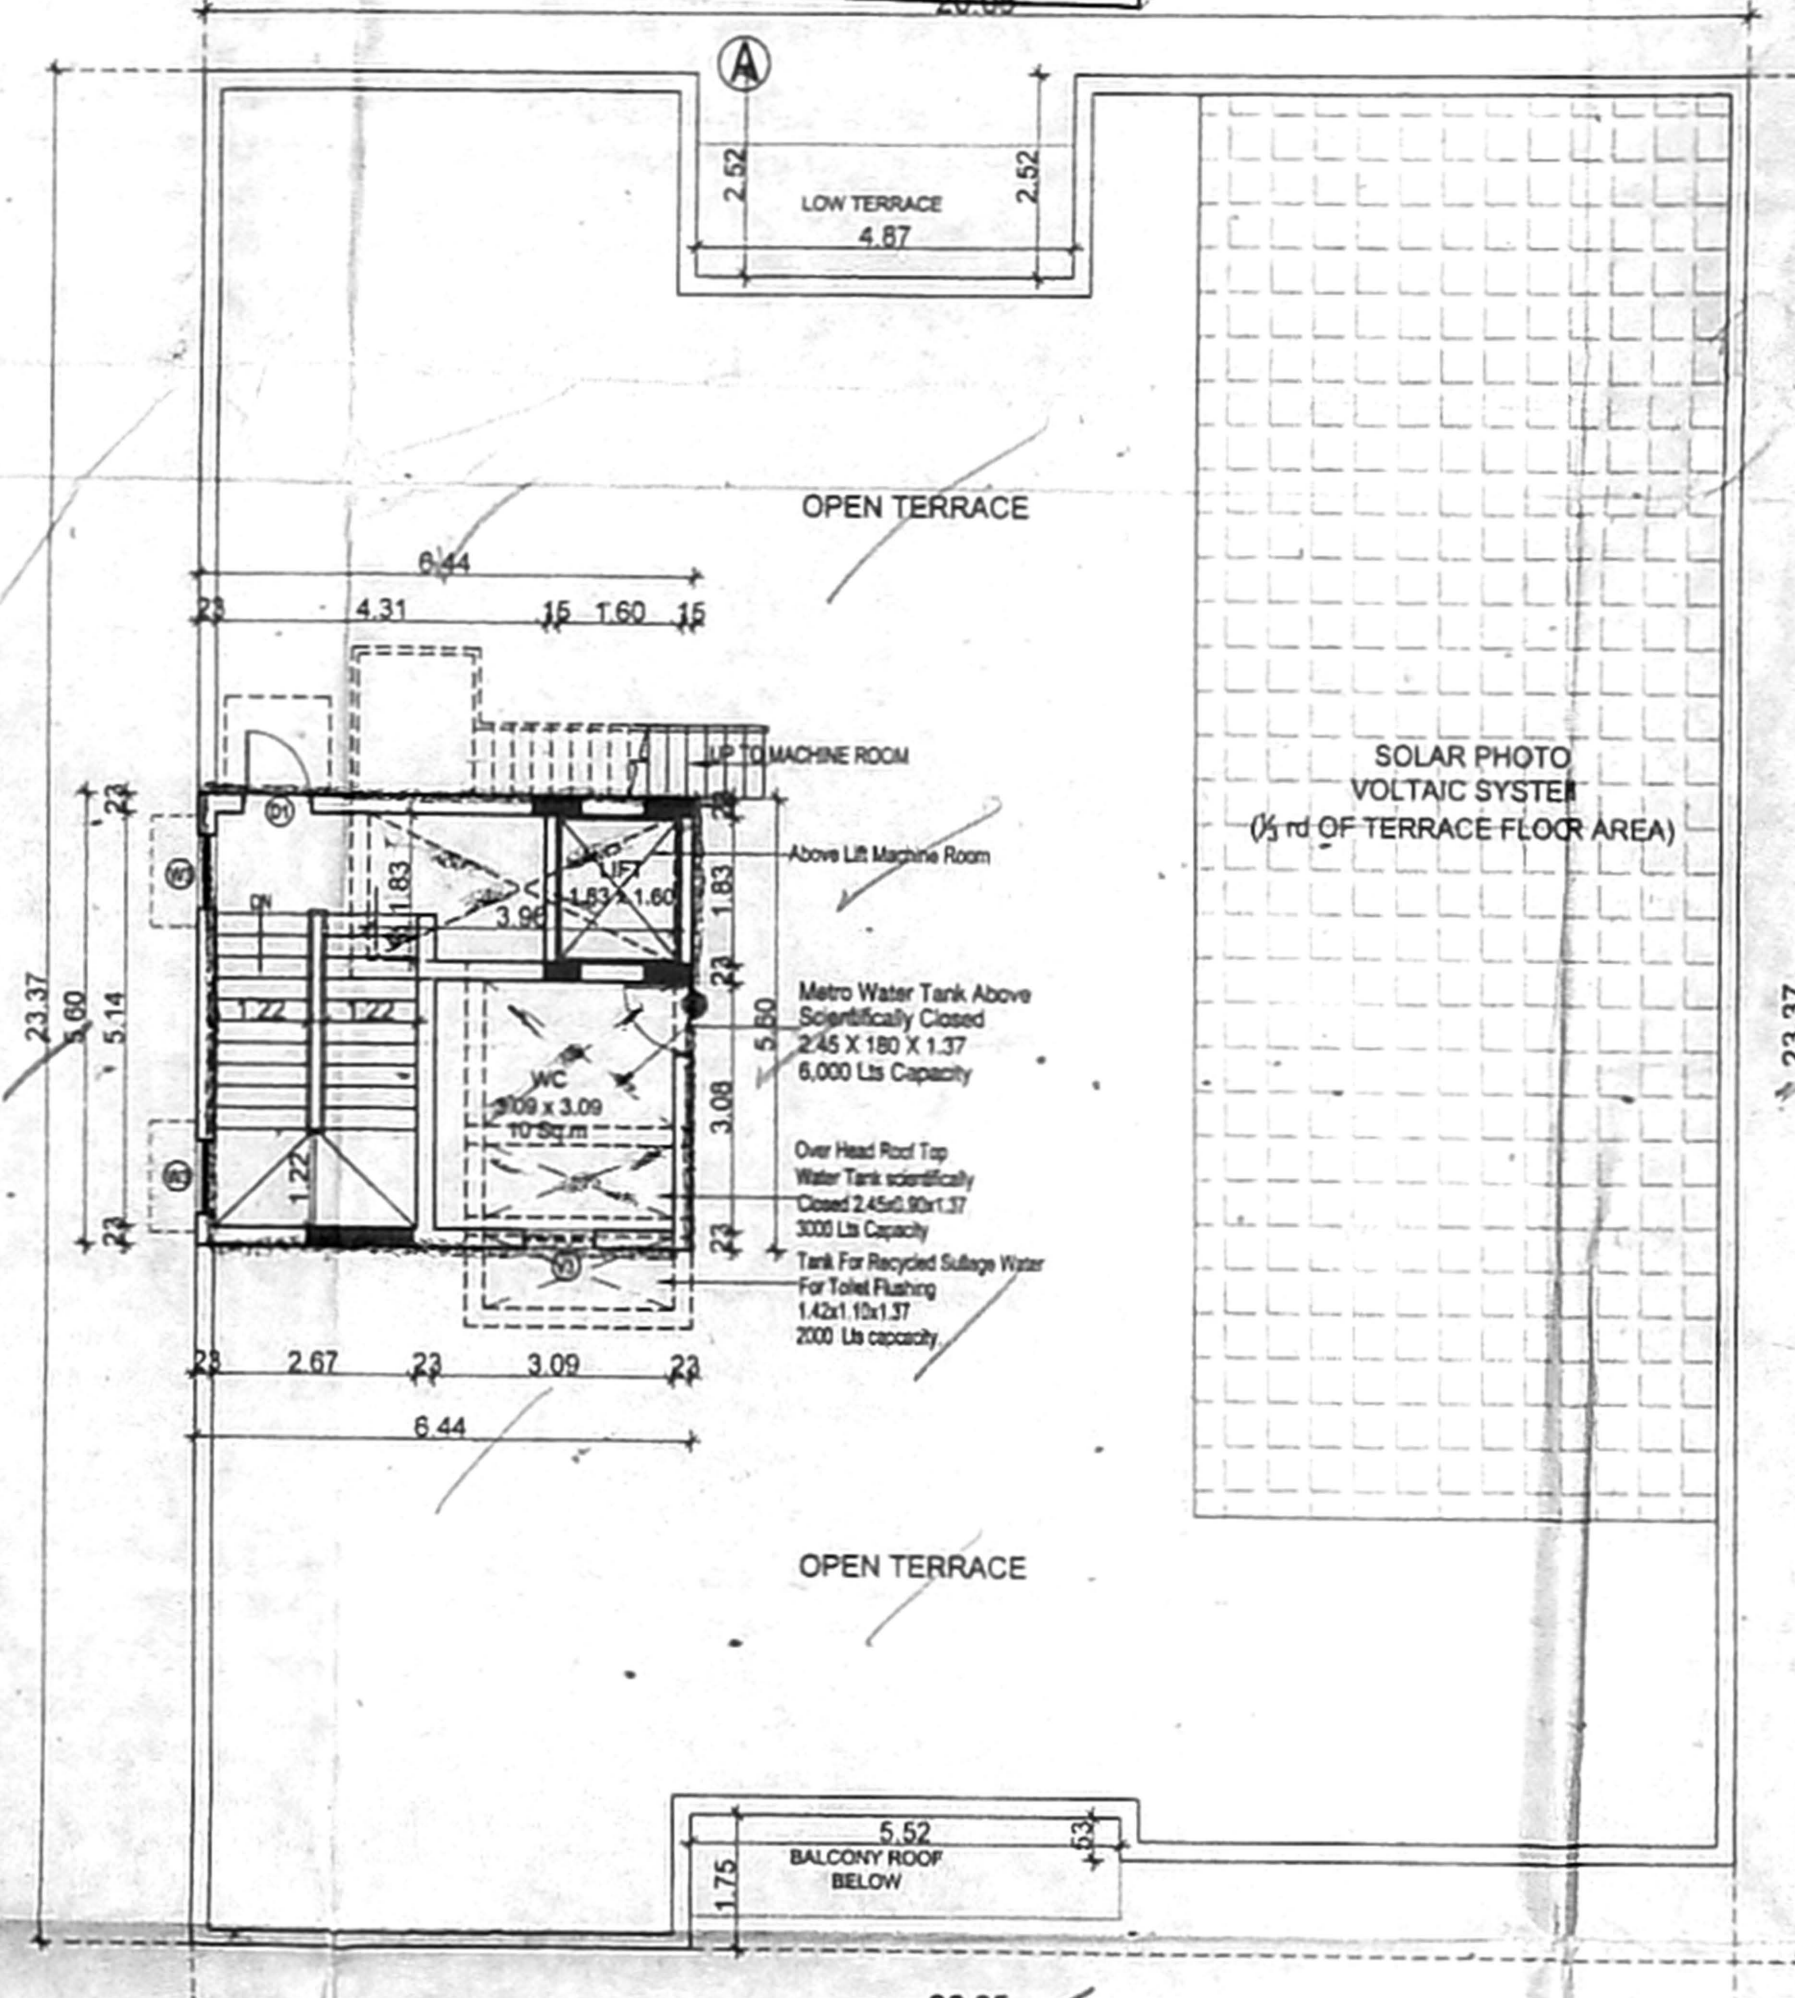 A
2.52
2.52
LOW TERRACE
4.87
OPEN TERRACE
6.44
23
4.31
15
1.60
15
UP TO MACHINE ROOM
SOLAR PHOTO
VOLTAIC SYSTEM
(⅓ rd OF TERRACE FLOOR AREA)
23
D1
Above Lift Machine Room
LIFT
1.83 x 1.60
1.83
1.83
DN
23
Metro Water Tank Above
Scientifically Closed
2.45 X 180 X 1.37
6,000 Lts Capacity
23.37
5.60
5.14
1.22
1.22
5.60
23.37
WC
3.09 x 3.09
10 Sq.m
3.08
1.22
Over Head Roof Top
Water Tank scientifically
Closed 2.45x0.90x1.37
3000 Lts Capacity
23
23
Tank For Recycled Sullage Water
For Toilet Flushing
1.42x1.10x1.37
2000 Lts capacity
23
2.67
23
3.09
23
6.44
OPEN TERRACE
5.52
53
BALCONY ROOF
BELOW
1.75